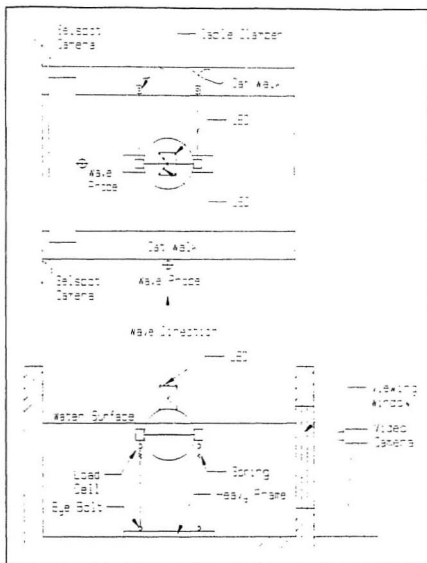 Selspot
Camera
Cable Clamper
Cat Walk
LED
Wave
Probe
LED
Cat Walk
Selspot
Camera
Wave Probe
Wave Direction
LED
Water Surface
Viewing
Window
Video
Camera
Load
Cell
Spring
Heavy Frame
Eye Bolt